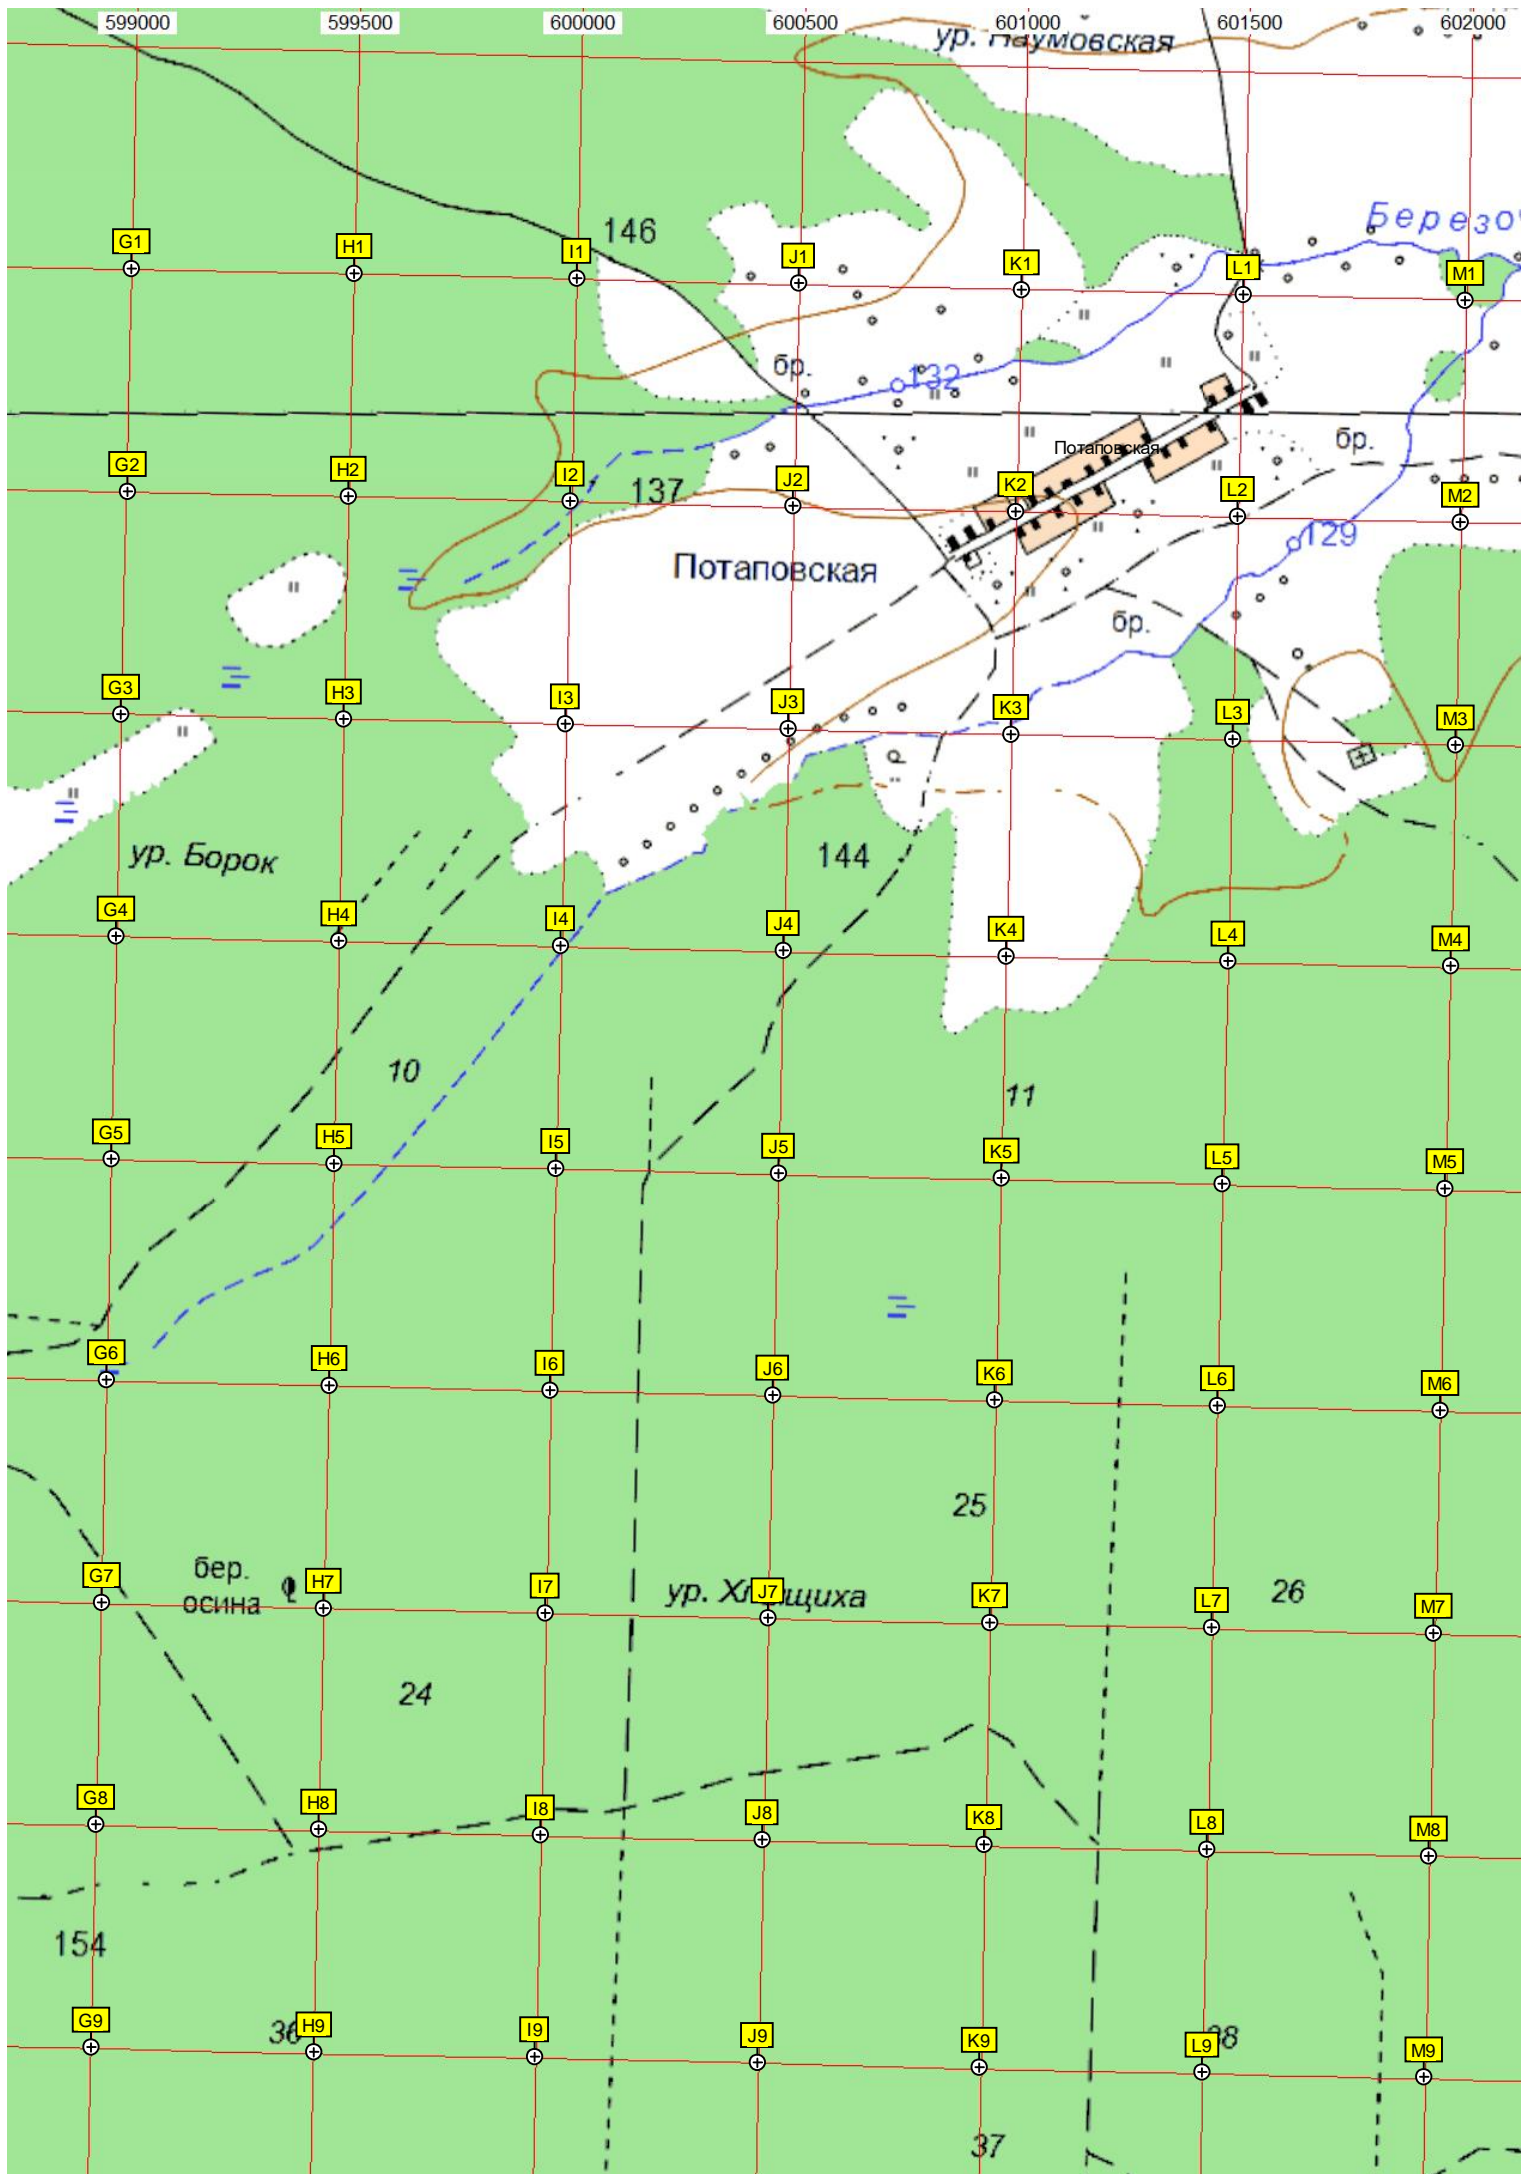 599000 599500 600000 600500 601000 601500 602000
ур. Наумовская
146
G1 H1 I1 J1 K1 L1 M1
бр.
132
Потаповская
бр.
G2 H2 I2 J2 K2 L2 M2
137
129
Потаповская
бр.
G3 H3 I3 J3 K3 L3 M3
ур. Борок
144
G4 H4 I4 J4 K4 L4 M4
10
11
G5 H5 I5 J5 K5 L5 M5
G6 H6 I6 J6 K6 L6 M6
25
бер.
осина
G7 H7 I7 J7 K7 L7 M7
26
24
G8 H8 I8 J8 K8 L8 M8
154
36
G9 H9 I9 J9 K9 L9 M9
37